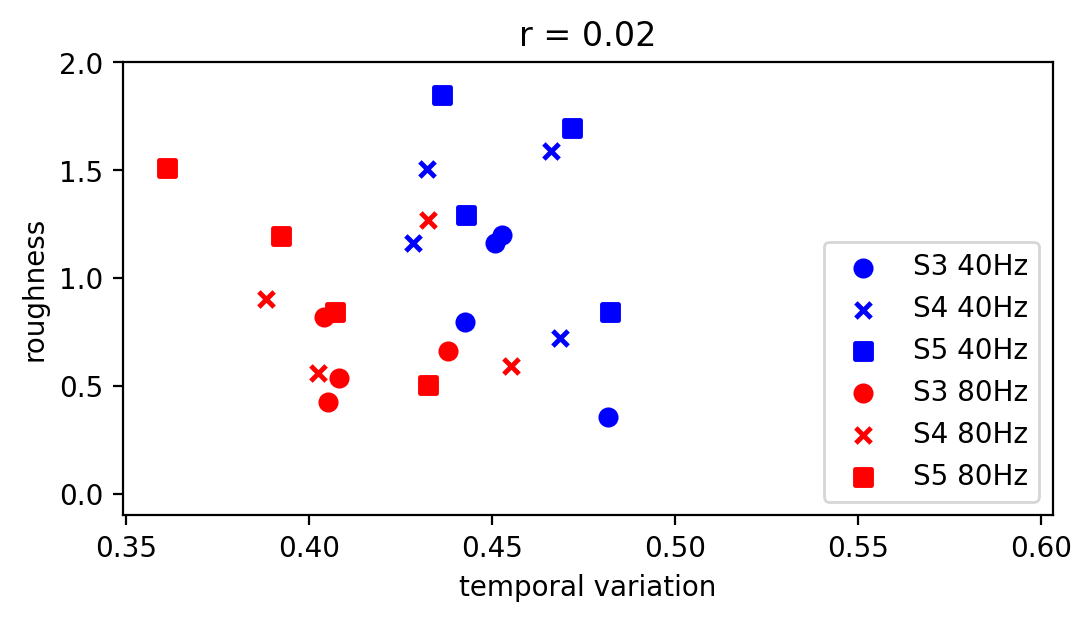 r = 0.02
2.0
1.5
1.0
0.5
0.0
roughness
S3 40Hz
S4 40Hz
S5 40Hz
S3 80Hz
S4 80Hz
S5 80Hz
0.35 0.40 0.45 0.50 0.55 0.60
temporal variation